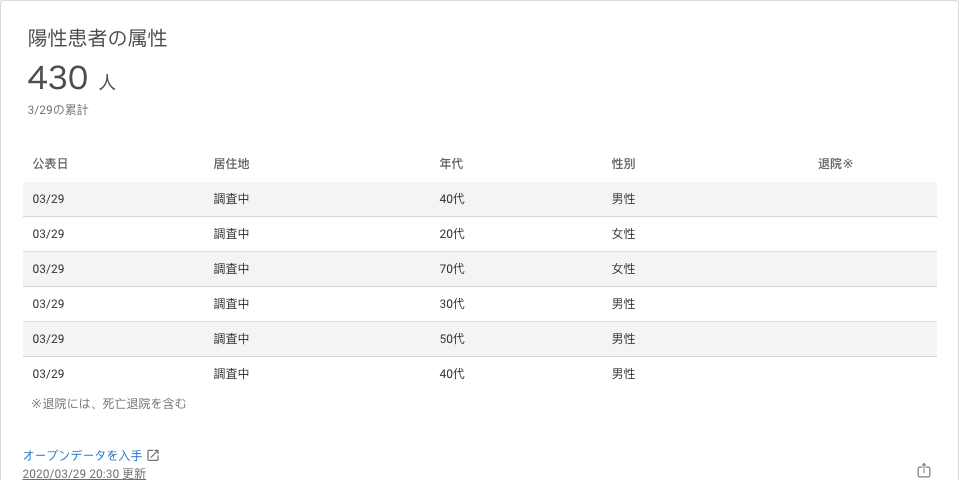 陽性患者の属性
430 人
3/29の累計
公表日 居住地 年代 性別 退院※
03/29 調査中 40代 男性
03/29 調査中 20代 女性
03/29 調査中 70代 女性
03/29 調査中 30代 男性
03/29 調査中 50代 男性
03/29 調査中 40代 男性
※退院には、死亡退院を含む
オープンデータを入手
2020/03/29 20:30 更新